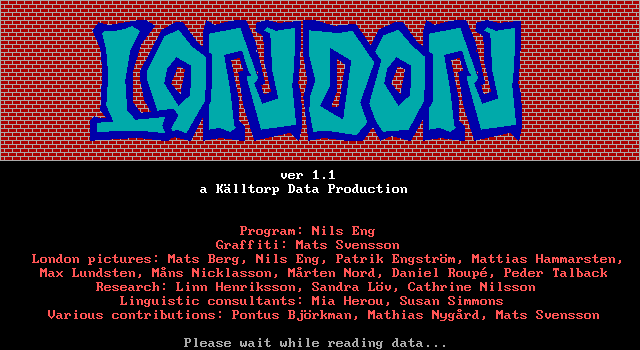 LONDON
ver 1.1
a Källtorp Data Production
Program: Nils Eng
Graffiti: Mats Svensson
London pictures: Mats Berg, Nils Eng, Patrik Engström, Mattias Hammarsten,
Max Lundsten, Måns Nicklasson, Mårten Nord, Daniel Roupé, Peder Talback
Research: Linn Henriksson, Sandra Löv, Cathrine Nilsson
Linguistic consultants: Mia Herou, Susan Simmons
Various contributions: Pontus Björkman, Mathias Nygård, Mats Svensson
Please wait while reading data...